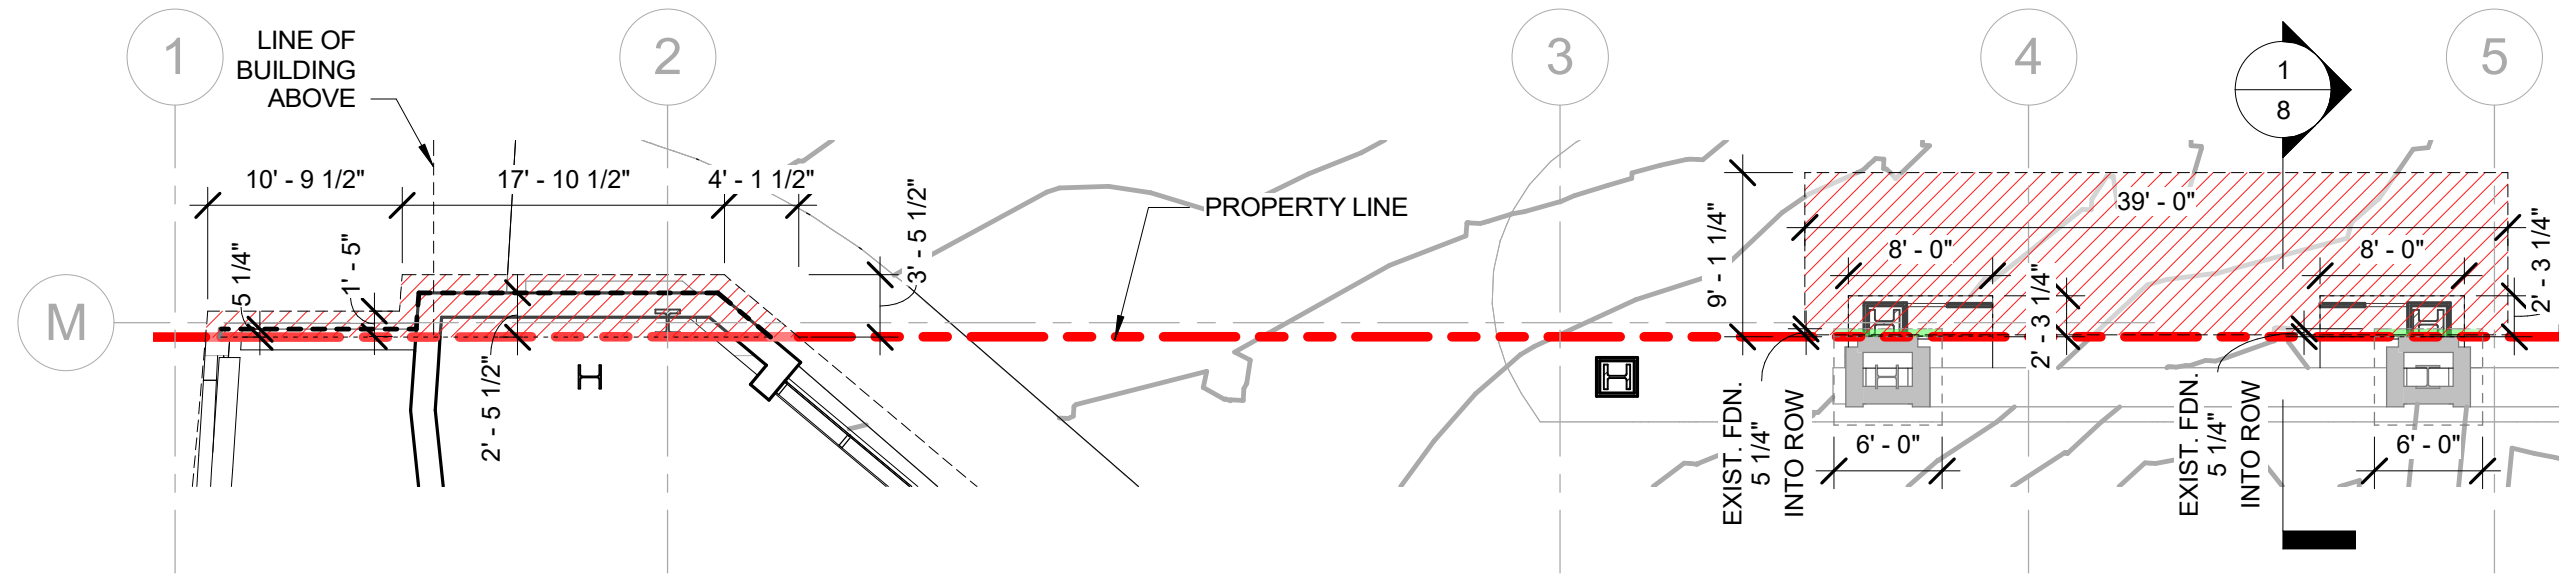 1
2
3
4
5
LINE OF
BUILDING
ABOVE
1
8
10' - 9 1/2"
17' - 10 1/2"
4' - 1 1/2"
3' - 5 1/2"
PROPERTY LINE
9' - 1 1/4"
39' - 0"
8' - 0"
8' - 0"
2' - 3 1/4"
2' - 3 1/4"
5 1/4"
1' - 5"
M
2' - 5 1/2"
H
EXIST. FDN.
5 1/4"
INTO ROW
6' - 0"
EXIST. FDN.
5 1/4"
INTO ROW
6' - 0"